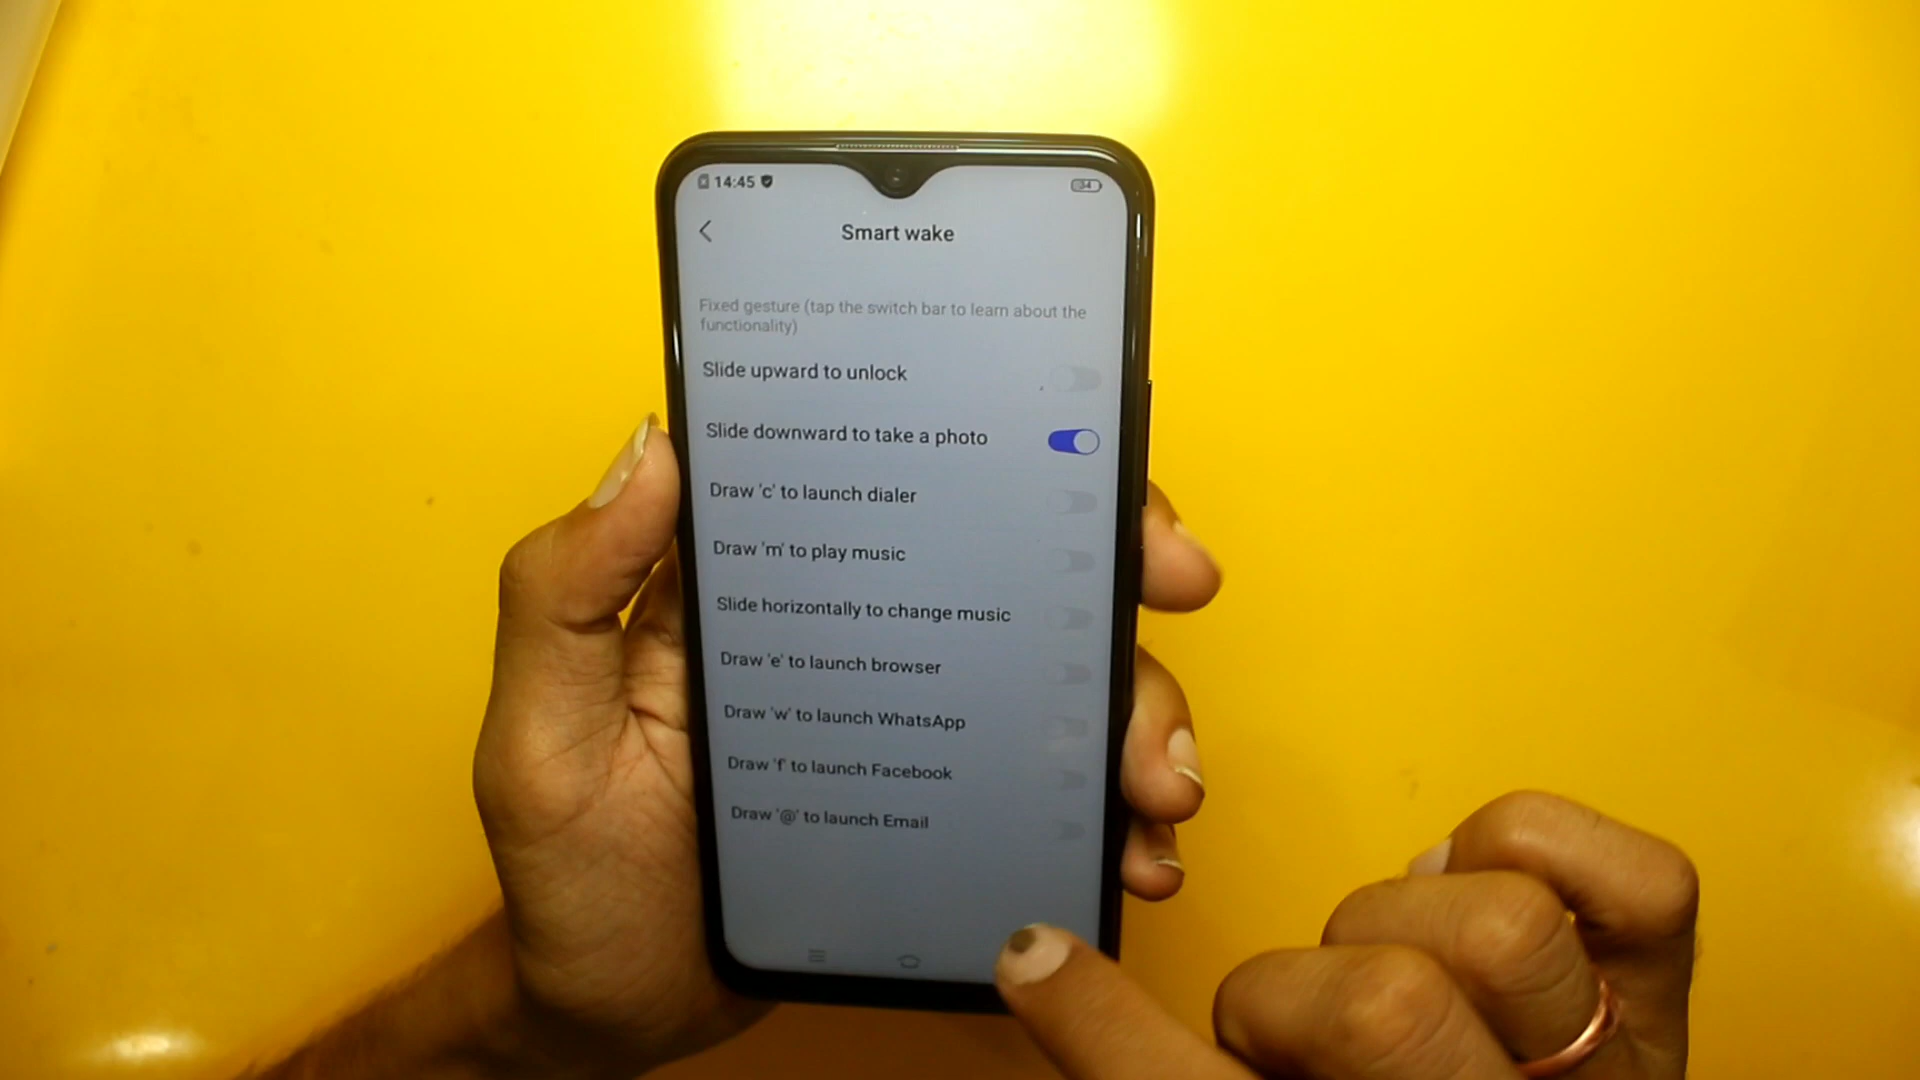 14:45
34
Smart wake
Fixed gesture (tap the switch bar to learn about the
functionality)
Slide upward to unlock
Slide downward to take a photo
Draw 'c' to launch dialer
Draw 'm' to play music
Slide horizontally to change music
Draw 'e' to launch browser
Draw 'w' to launch WhatsApp
Draw 'f' to launch Facebook
Draw '@' to launch Email